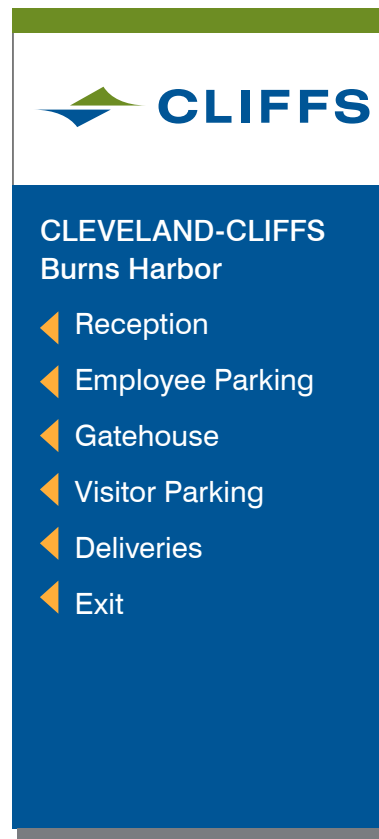 CLIFFS
CLEVELAND-CLIFFS
Burns Harbor
Reception
Employee Parking
Gatehouse
Visitor Parking
Deliveries
Exit